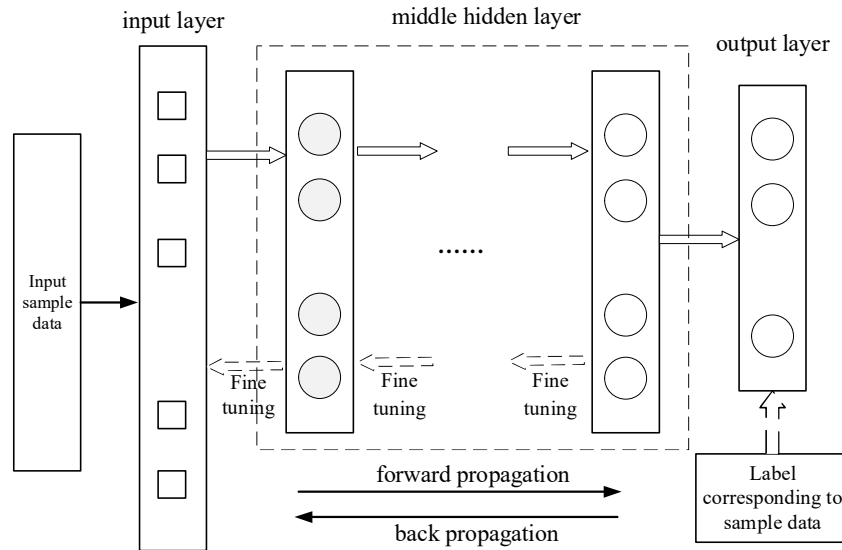 input layer
middle hidden layer
output layer
Input
sample
data
......
Fine
tuning
Fine
tuning
Fine
tuning
forward propagation
back propagation
Label
corresponding to
sample data